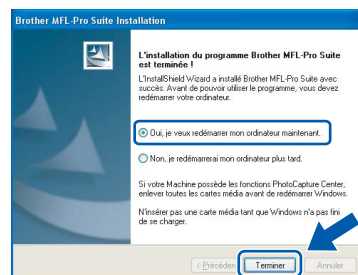 Brother MFL-Pro Suite Installation
L'installation du programme Brother MFL-Pro Suite
est terminée !
L'InstallShield Wizard a installé Brother MFL-Pro Suite avec
succès. Avant de pouvoir utiliser le programme, vous devez
redémarrer votre ordinateur.
Oui, je veux redémarrer mon ordinateur maintenant.
Non, je redémarrerai mon ordinateur plus tard.
Si votre Machine possède les fonctions PhotoCapture Center,
enlever toutes les cartes média avant de redémarrer Windows.
N'insérer pas une carte média tant que Windows n'a pas fini
de se charger.
< Précéden
Terminer
Annuler